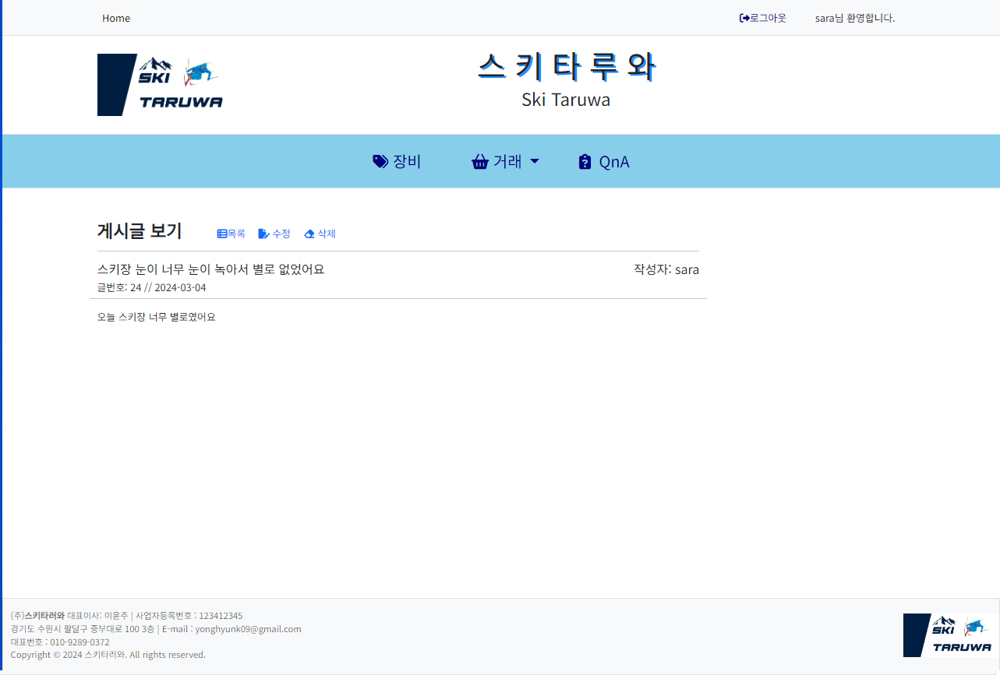 Home 로그아웃 sara님 환영합니다.
SKI
TARUWA
스키타루와
Ski Taruwa
장비 거래 QnA
게시글 보기 목록 수정 삭제
스키장 눈이 너무 눈이 녹아서 별로 없었어요 작성자: sara
글번호: 24 // 2024-03-04
오늘 스키장 너무 별로였어요
(주)스키타러와 대표이사: 이윤주 | 사업자등록번호 : 123412345
경기도 수원시 팔달구 중부대로 100 3층 | E-mail : yonghyunk09@gmail.com
대표번호 : 010-9289-0372
Copyright © 2024 스키타러와. All rights reserved.
SKI
TARUWA